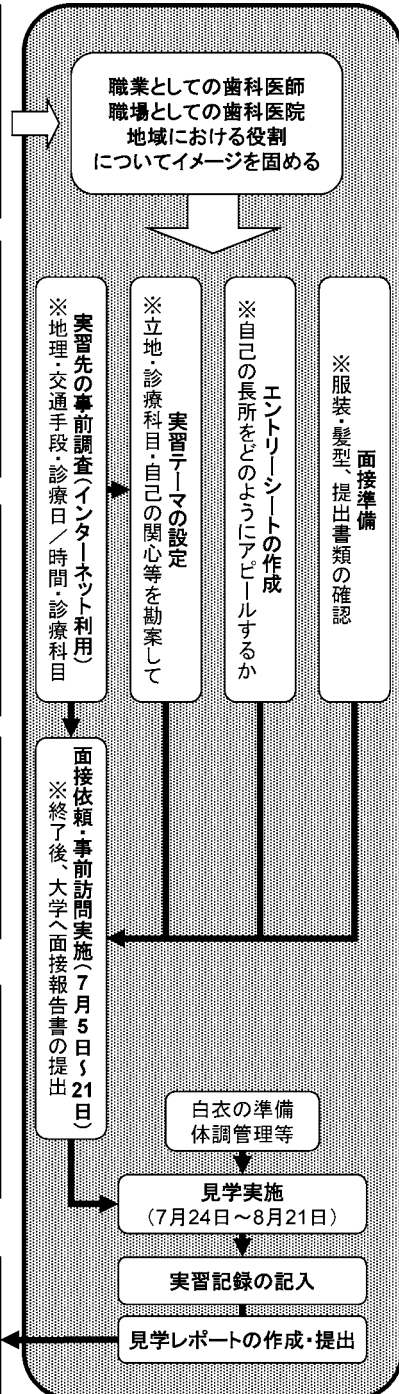 職業としての歯科医師
職場としての歯科医院
地域における役割
についてイメージを固める
面接準備
※服装・髪型、提出書類の確認
エントリーシートの作成
※自己の長所をどのようにアピールするか
実習テーマの設定
※立地・診療科目・自己の関心等を勘案して
実習先の事前調査(インターネット利用)
※地理・交通手段・診療日/時間・診療科目
面接依頼・事前訪問実施(7月5日~21日)
※終了後、大学へ面接報告書の提出
白衣の準備
体調管理等
見学実施
(7月24日~8月21日)
実習記録の記入
見学レポートの作成・提出